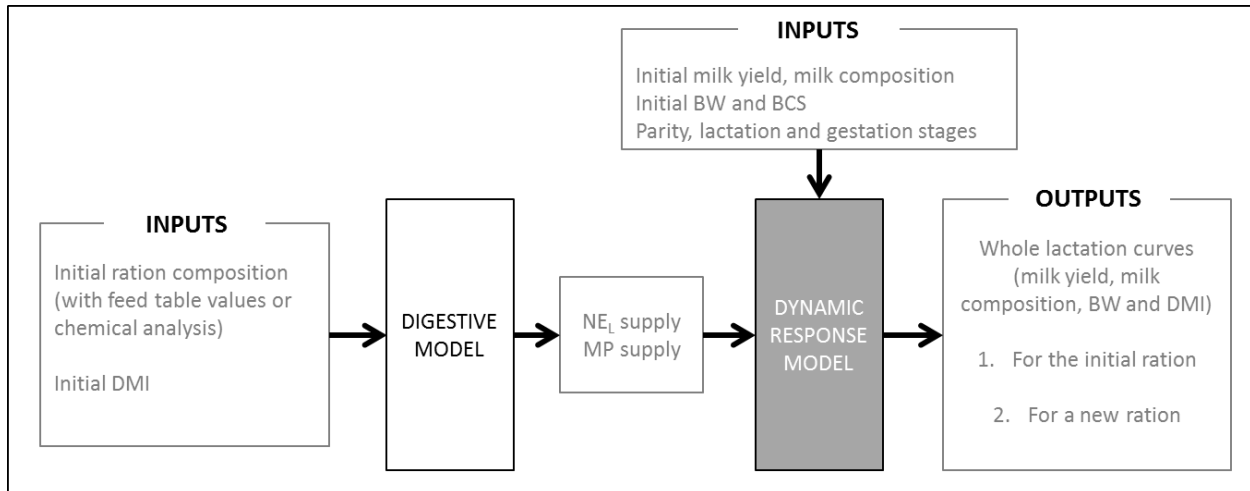 INPUTS
Initial milk yield, milk composition
Initial BW and BCS
Parity, lactation and gestation stages
INPUTS
Initial ration composition
(with feed table values or
chemical analysis)
Initial DMI
DIGESTIVE
MODEL
NEL supply
MP supply
DYNAMIC
RESPONSE
MODEL
OUTPUTS
Whole lactation curves
(milk yield, milk
composition, BW and DMI)
1. For the initial ration
2. For a new ration